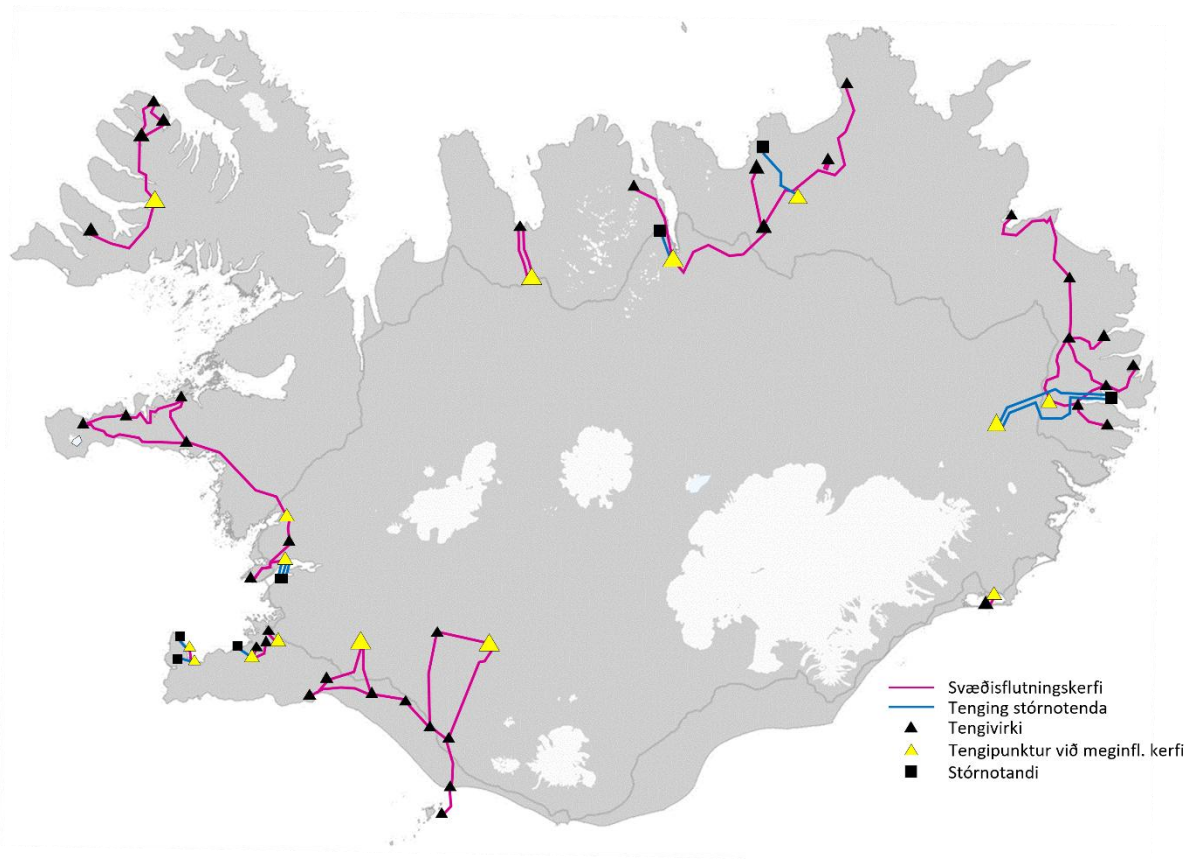 Svæðisflutningskerfi
Tenging stórnotenda
Tengivirki
Tengipunktur við meginfl. kerfi
Stórnotandi